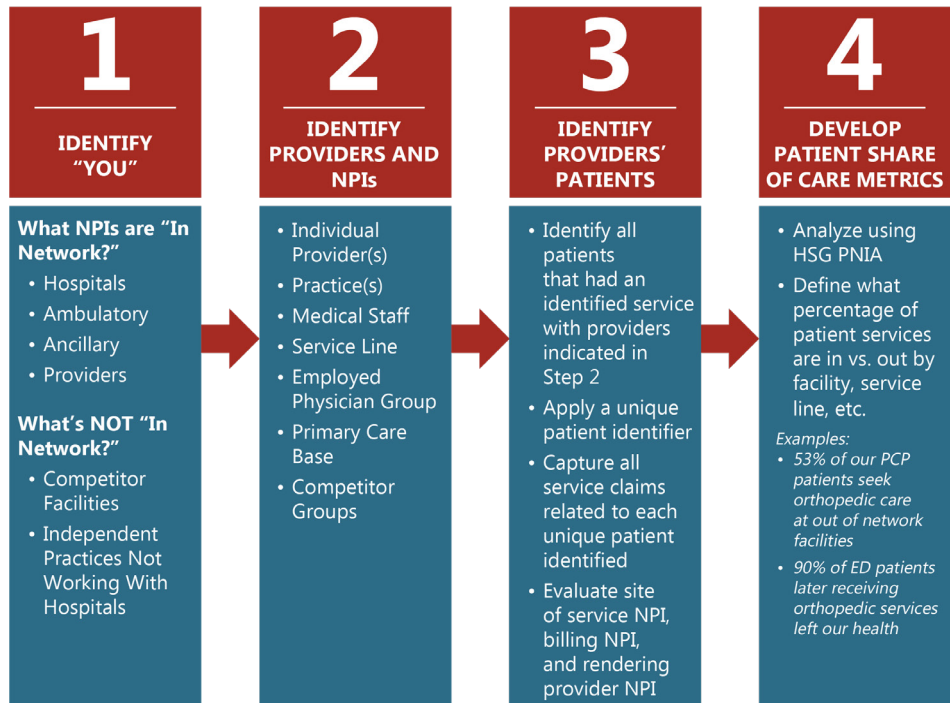 1
IDENTIFY
“YOU”
What NPIs are “In
Network?”
• Hospitals
• Ambulatory
• Ancillary
• Providers
What’s NOT “In
Network?”
• Competitor
Facilities
• Independent
Practices Not
Working With
Hospitals
2
IDENTIFY
PROVIDERS AND
NPIs
• Individual
Provider(s)
• Practice(s)
• Medical Staff
• Service Line
• Employed
Physician Group
• Primary Care
Base
• Competitor
Groups
3
IDENTIFY
PROVIDERS’
PATIENTS
• Identify all
patients
that had an
identified service
with providers
indicated in
Step 2
• Apply a unique
patient identifier
• Capture all
service claims
related to each
unique patient
identified
• Evaluate site
of service NPI,
billing NPI,
and rendering
provider NPI
4
DEVELOP
PATIENT SHARE
OF CARE METRICS
• Analyze using
HSG PNIA
• Define what
percentage of
patient services
are in vs. out by
facility, service
line, etc.
Examples:
• 53% of our PCP
patients seek
orthopedic care
at out of network
facilities
• 90% of ED patients
later receiving
orthopedic services
left our health